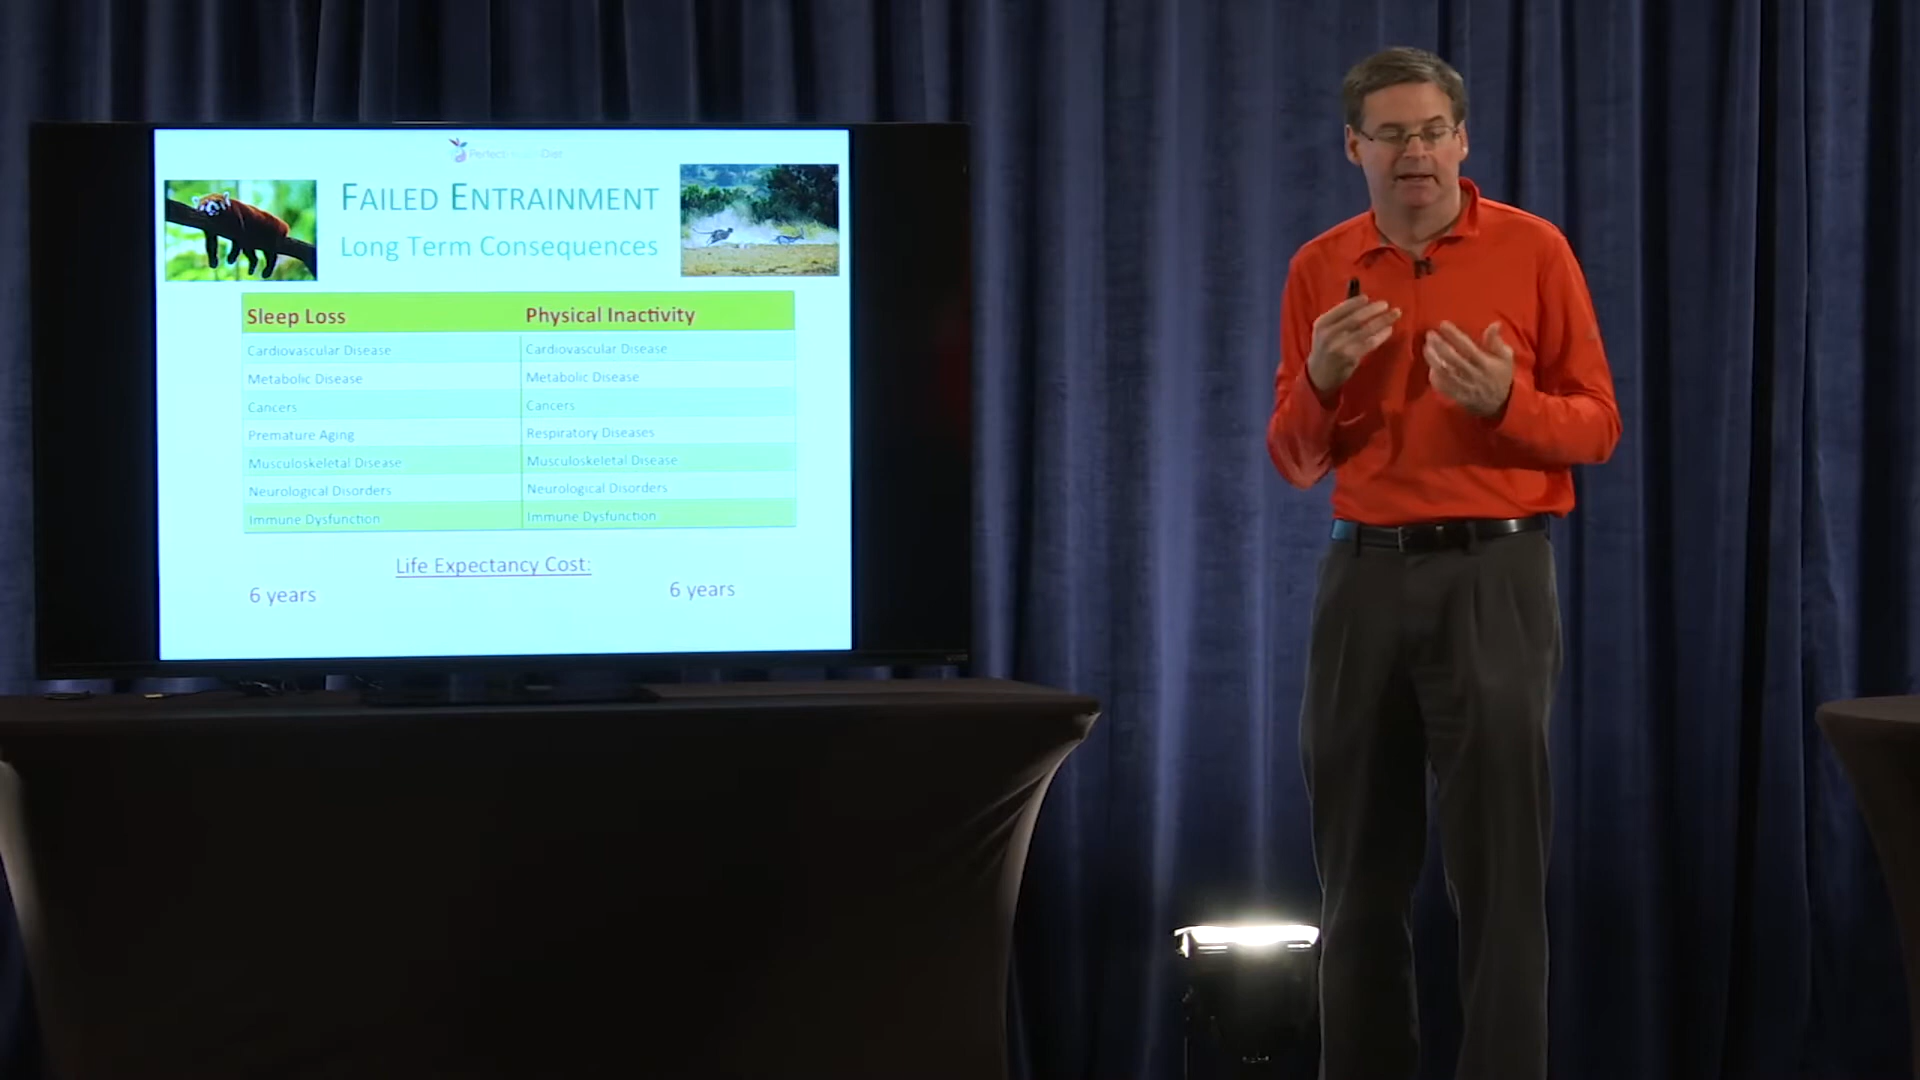 Perfect Diet
FAILED ENTRAINMENT
Long Term Consequences
Sleep Loss Physical Inactivity
Cardiovascular Disease Cardiovascular Disease
Metabolic Disease Metabolic Disease
Cancers Cancers
Premature Aging Respiratory Diseases
Musculoskeletal Disease Musculoskeletal Disease
Neurological Disorders Neurological Disorders
Immune Dysfunction Immune Dysfunction
Life Expectancy Cost:
6 years 6 years